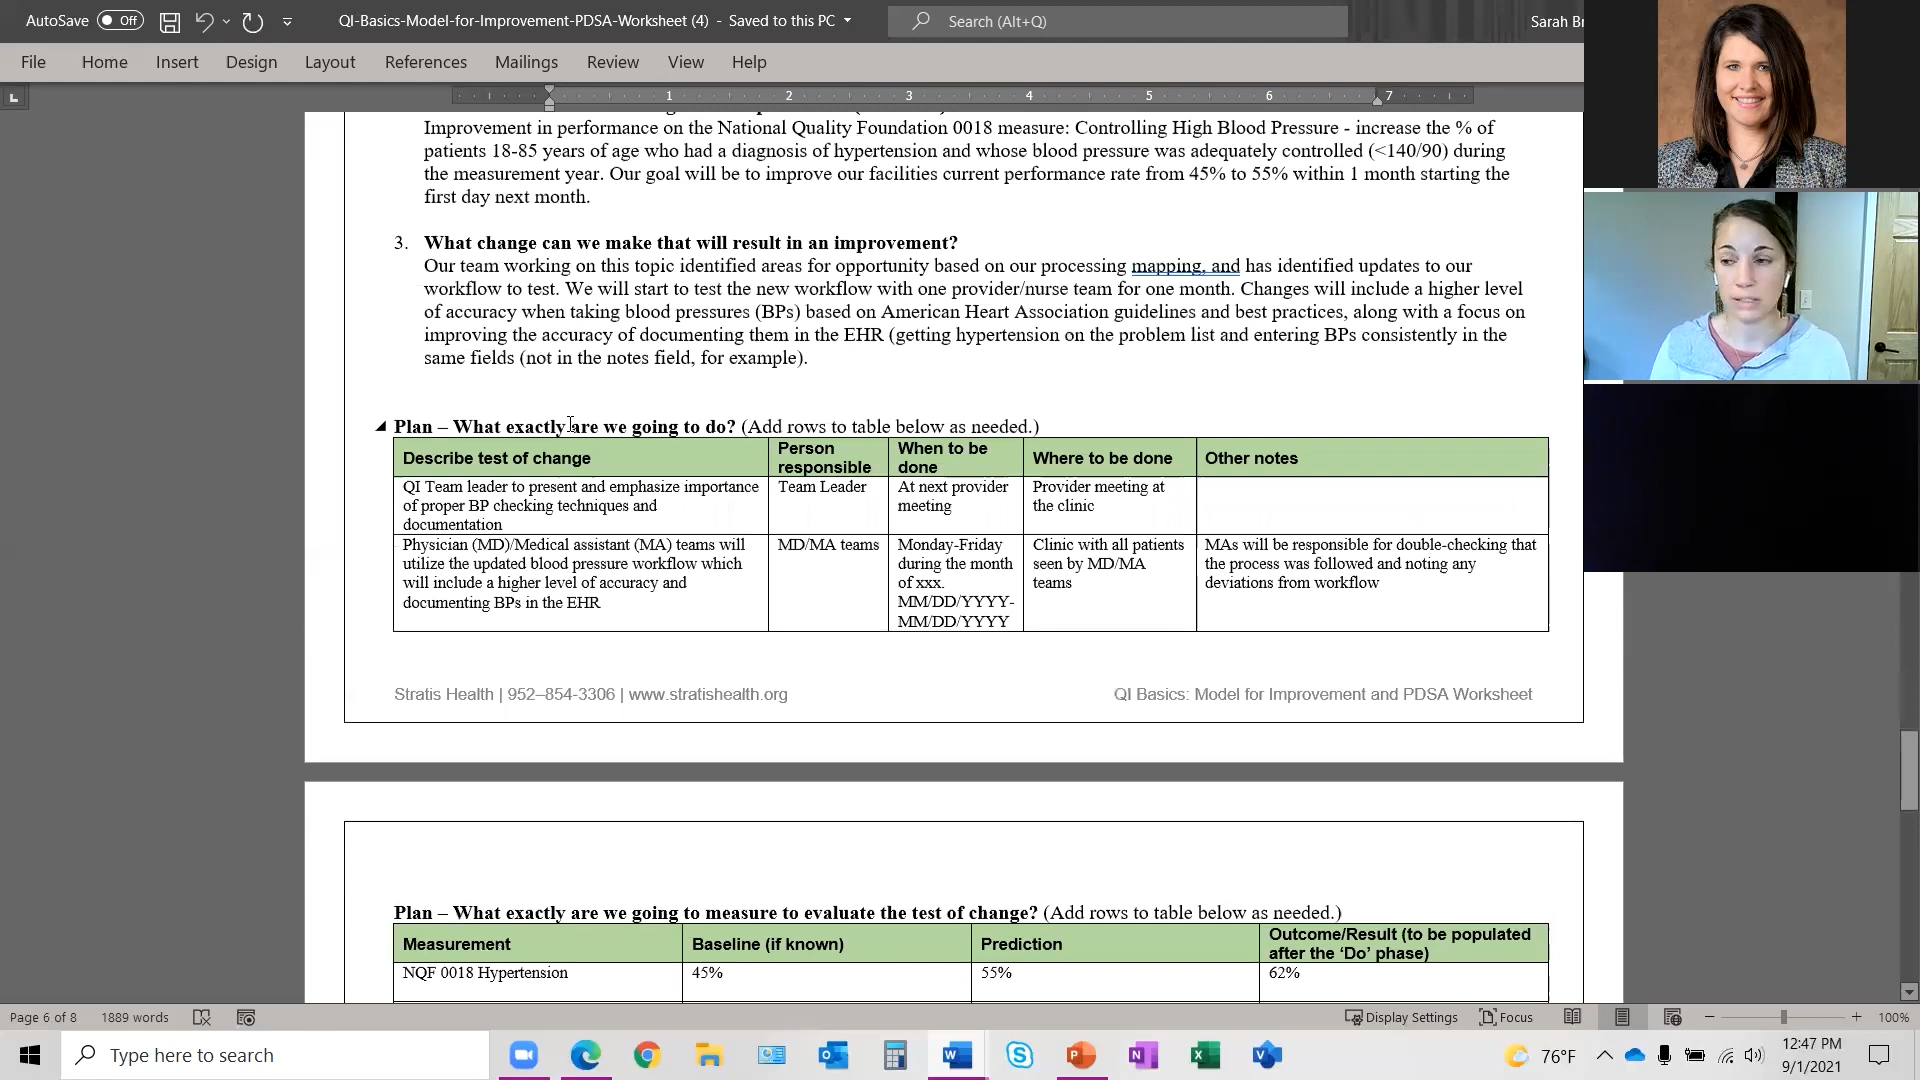 AutoSave Off
QI-Basics-Model-for-Improvement-PDSA-Worksheet (4) - Saved to this PC
Search (Alt+Q)
Sarah Br
File Home Insert Design Layout References Mailings Review View Help
1 2 3 4 5 6 7
Improvement in performance on the National Quality Foundation 0018 measure: Controlling High Blood Pressure - increase the % of
patients 18-85 years of age who had a diagnosis of hypertension and whose blood pressure was adequately controlled (<140/90) during
the measurement year. Our goal will be to improve our facilities current performance rate from 45% to 55% within 1 month starting the
first day next month.
3. What change can we make that will result in an improvement?
Our team working on this topic identified areas for opportunity based on our processing mapping, and has identified updates to our
workflow to test. We will start to test the new workflow with one provider/nurse team for one month. Changes will include a higher level
of accuracy when taking blood pressures (BPs) based on American Heart Association guidelines and best practices, along with a focus on
improving the accuracy of documenting them in the EHR (getting hypertension on the problem list and entering BPs consistently in the
same fields (not in the notes field, for example).
Plan – What exactly are we going to do? (Add rows to table below as needed.)
Describe test of change
Person
responsible
When to be
done
Where to be done
Other notes
QI Team leader to present and emphasize importance
of proper BP checking techniques and
documentation
Team Leader
At next provider
meeting
Provider meeting at
the clinic
Physician (MD)/Medical assistant (MA) teams will
utilize the updated blood pressure workflow which
will include a higher level of accuracy and
documenting BPs in the EHR
MD/MA teams
Monday-Friday
during the month
of xxx.
MM/DD/YYYY-
MM/DD/YYYY
Clinic with all patients
seen by MD/MA
teams
MAs will be responsible for double-checking that
the process was followed and noting any
deviations from workflow
Stratis Health | 952–854-3306 | www.stratishealth.org
QI Basics: Model for Improvement and PDSA Worksheet
Plan – What exactly are we going to measure to evaluate the test of change? (Add rows to table below as needed.)
Measurement
Baseline (if known)
Prediction
Outcome/Result (to be populated
after the ‘Do’ phase)
NQF 0018 Hypertension
45%
55%
62%
Page 6 of 8 1889 words
Display Settings Focus 100%
Type here to search
76°F
12:47 PM
9/1/2021